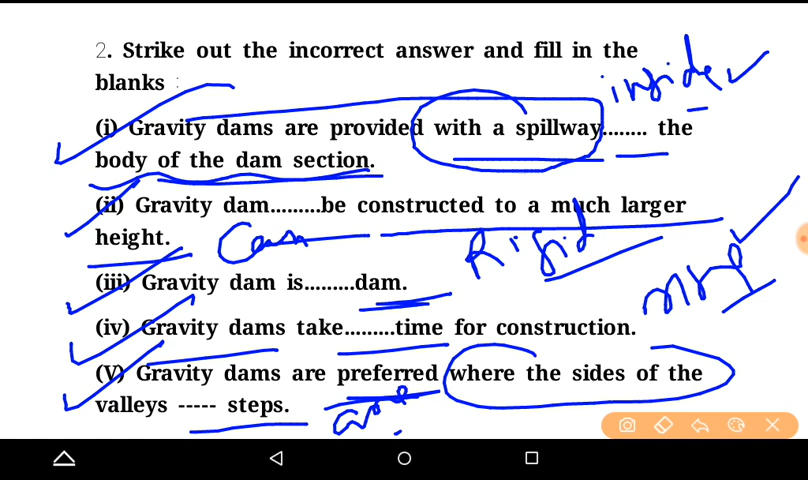 2. Strike out the incorrect answer and fill in the
blanks :
inside
(i) Gravity dams are provided with a spillway........ the
body of the dam section.
(ii) Gravity dam.........be constructed to a much larger
height.
Can
Rigid
(iii) Gravity dam is.........dam.
(iv) Gravity dams take.........time for construction.
(V) Gravity dams are preferred where the sides of the
valleys ----- steps.
are